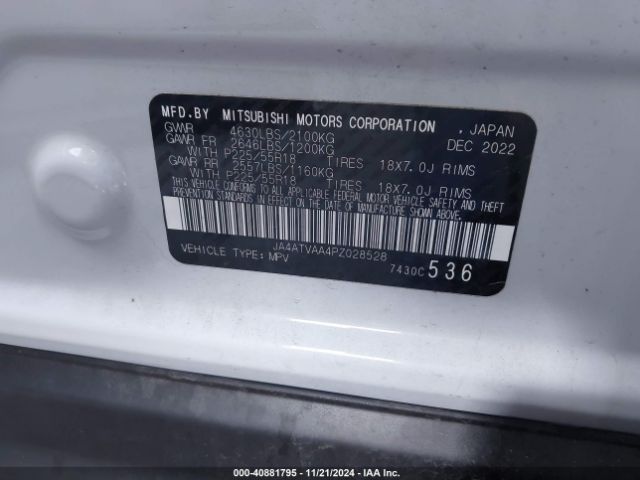 MFD.BY MITSUBISHI MOTORS CORPORATION , JAPAN
GVWR 4630LBS/2100KG DEC 2022
GAWR FR 2646LBS/1200KG
WITH P225/55R18 TIRES 18X7.0J RIMS
GAWR RR LBS/1160KG
WITH P225/55R18 TIRES 18X7.0J RIMS
THIS VEHICLE CONFORMS TO ALL APPLICABLE FEDERAL MOTOR VEHICLE SAFETY AND THEFT
PREVENTION STANDARDS IN EFFECT ON THE DATE OF MANUFACTURE SHOWN ABOVE.
JA4ATVAA4PZ028528
VEHICLE TYPE: MPV 7430C 536
000-40881795 - 11/21/2024 - IAA Inc.